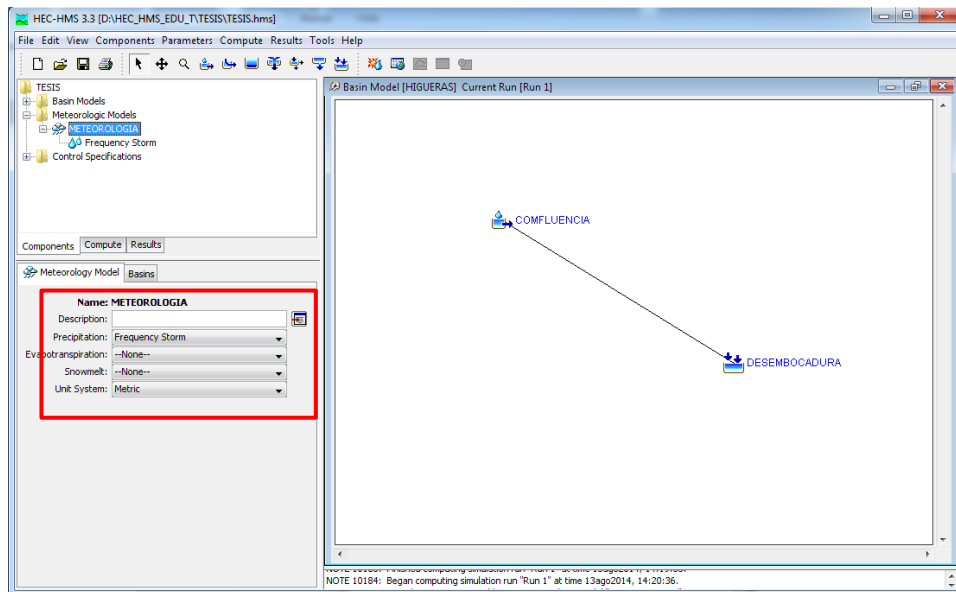 HEC-HMS 3.3 [D:\HEC_HMS_EDU_T\TESIS\TESIS.hms]
File Edit View Components Parameters Compute Results Tools Help
TESIS
Basin Models
Meteorologic Models
METEOROLOGIA
Frequency Storm
Control Specifications
Components Compute Results
Meteorology Model Basins
Name: METEOROLOGIA
Description:
Precipitation: Frequency Storm
Evapotranspiration: --None--
Snowmelt: --None--
Unit System: Metric
Basin Model [HIGUERAS] Current Run [Run 1]
COMFLUENCIA
DESEMBOCADURA
NOTE 10184: Began computing simulation run "Run 1" at time 13ago2014, 14:20:36.